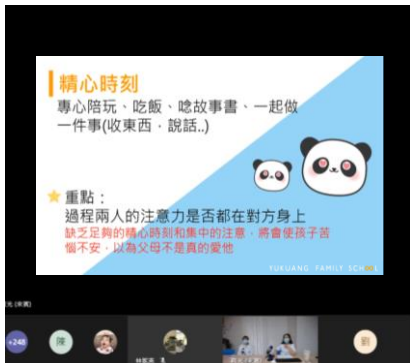 精心時刻
專心陪玩、吃飯、唸故事書、一起做
一件事(收東西，說話..)
重點：
過程兩人的注意力是否都在對方身上
缺乏足夠的精心時刻和集中的注意，將會使孩子苦
惱不安，以為父母不是真的愛他
YUKUANG FAMILY SCH
+248
陳
劉